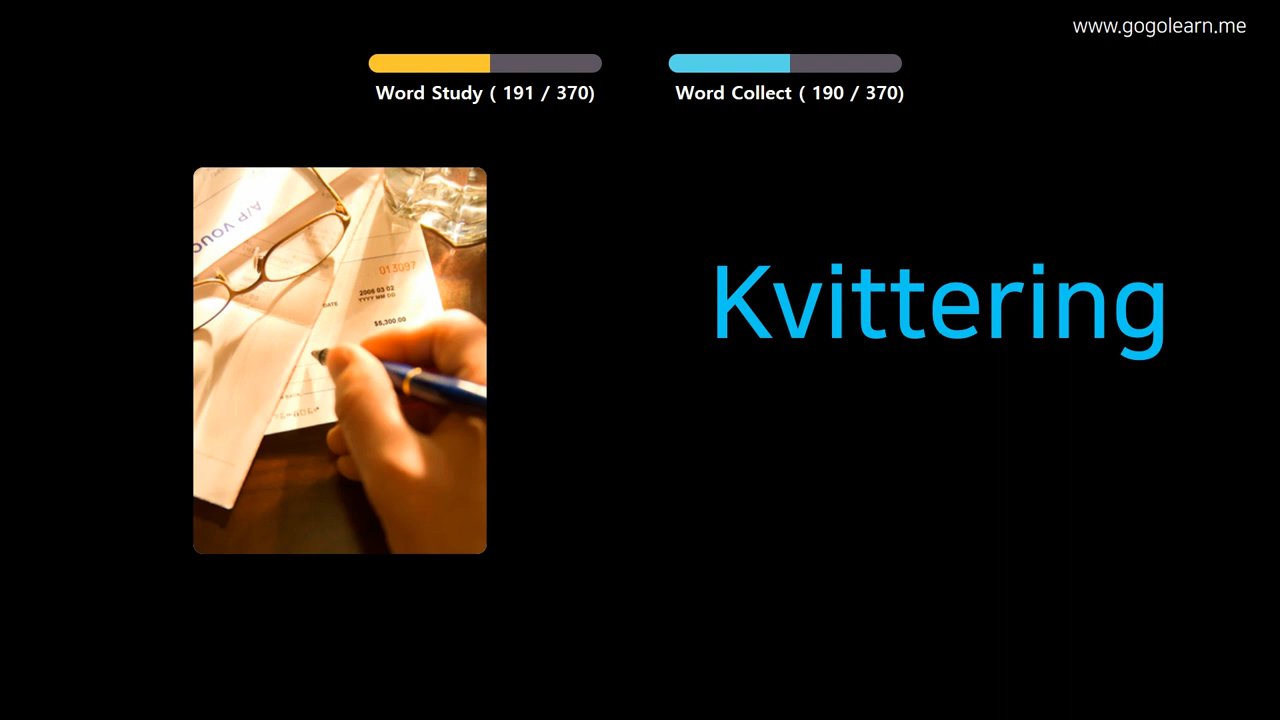 www.gogolearn.me
Word Study ( 191 / 370)
Word Collect ( 190 / 370)
A/P VOUC
013097
2006 03 02
YYYY MM DD
DATE
$5,300.00
Kvittering